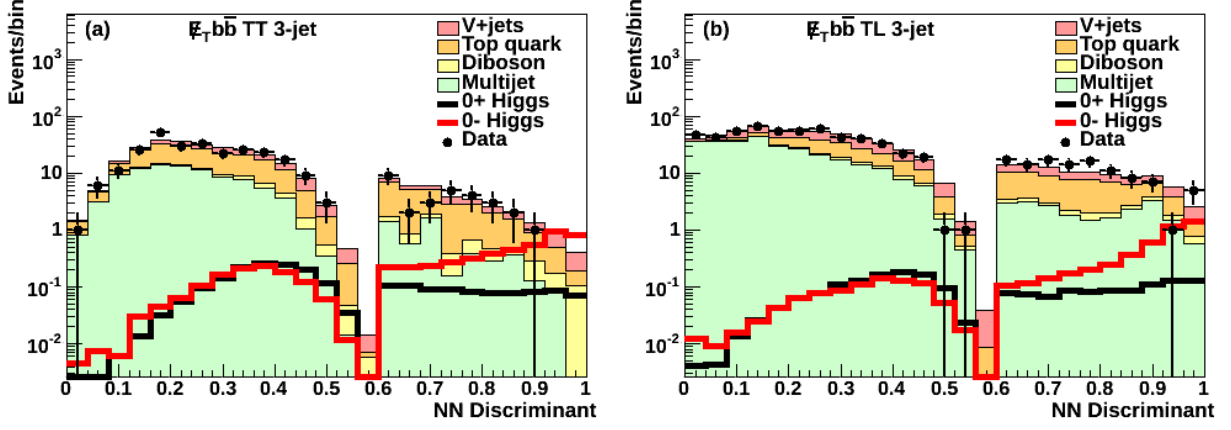 Events/bin
(a) E̸_T bb̄ TT 3-jet
V+jets
Top quark
Diboson
Multijet
0+ Higgs
0- Higgs
Data
10³
10²
10
1
10⁻¹
10⁻²
0 0.1 0.2 0.3 0.4 0.5 0.6 0.7 0.8 0.9 1
NN Discriminant
Events/bin
(b) E̸_T bb̄ TL 3-jet
V+jets
Top quark
Diboson
Multijet
0+ Higgs
0- Higgs
Data
10³
10²
10
1
10⁻¹
10⁻²
0 0.1 0.2 0.3 0.4 0.5 0.6 0.7 0.8 0.9 1
NN Discriminant